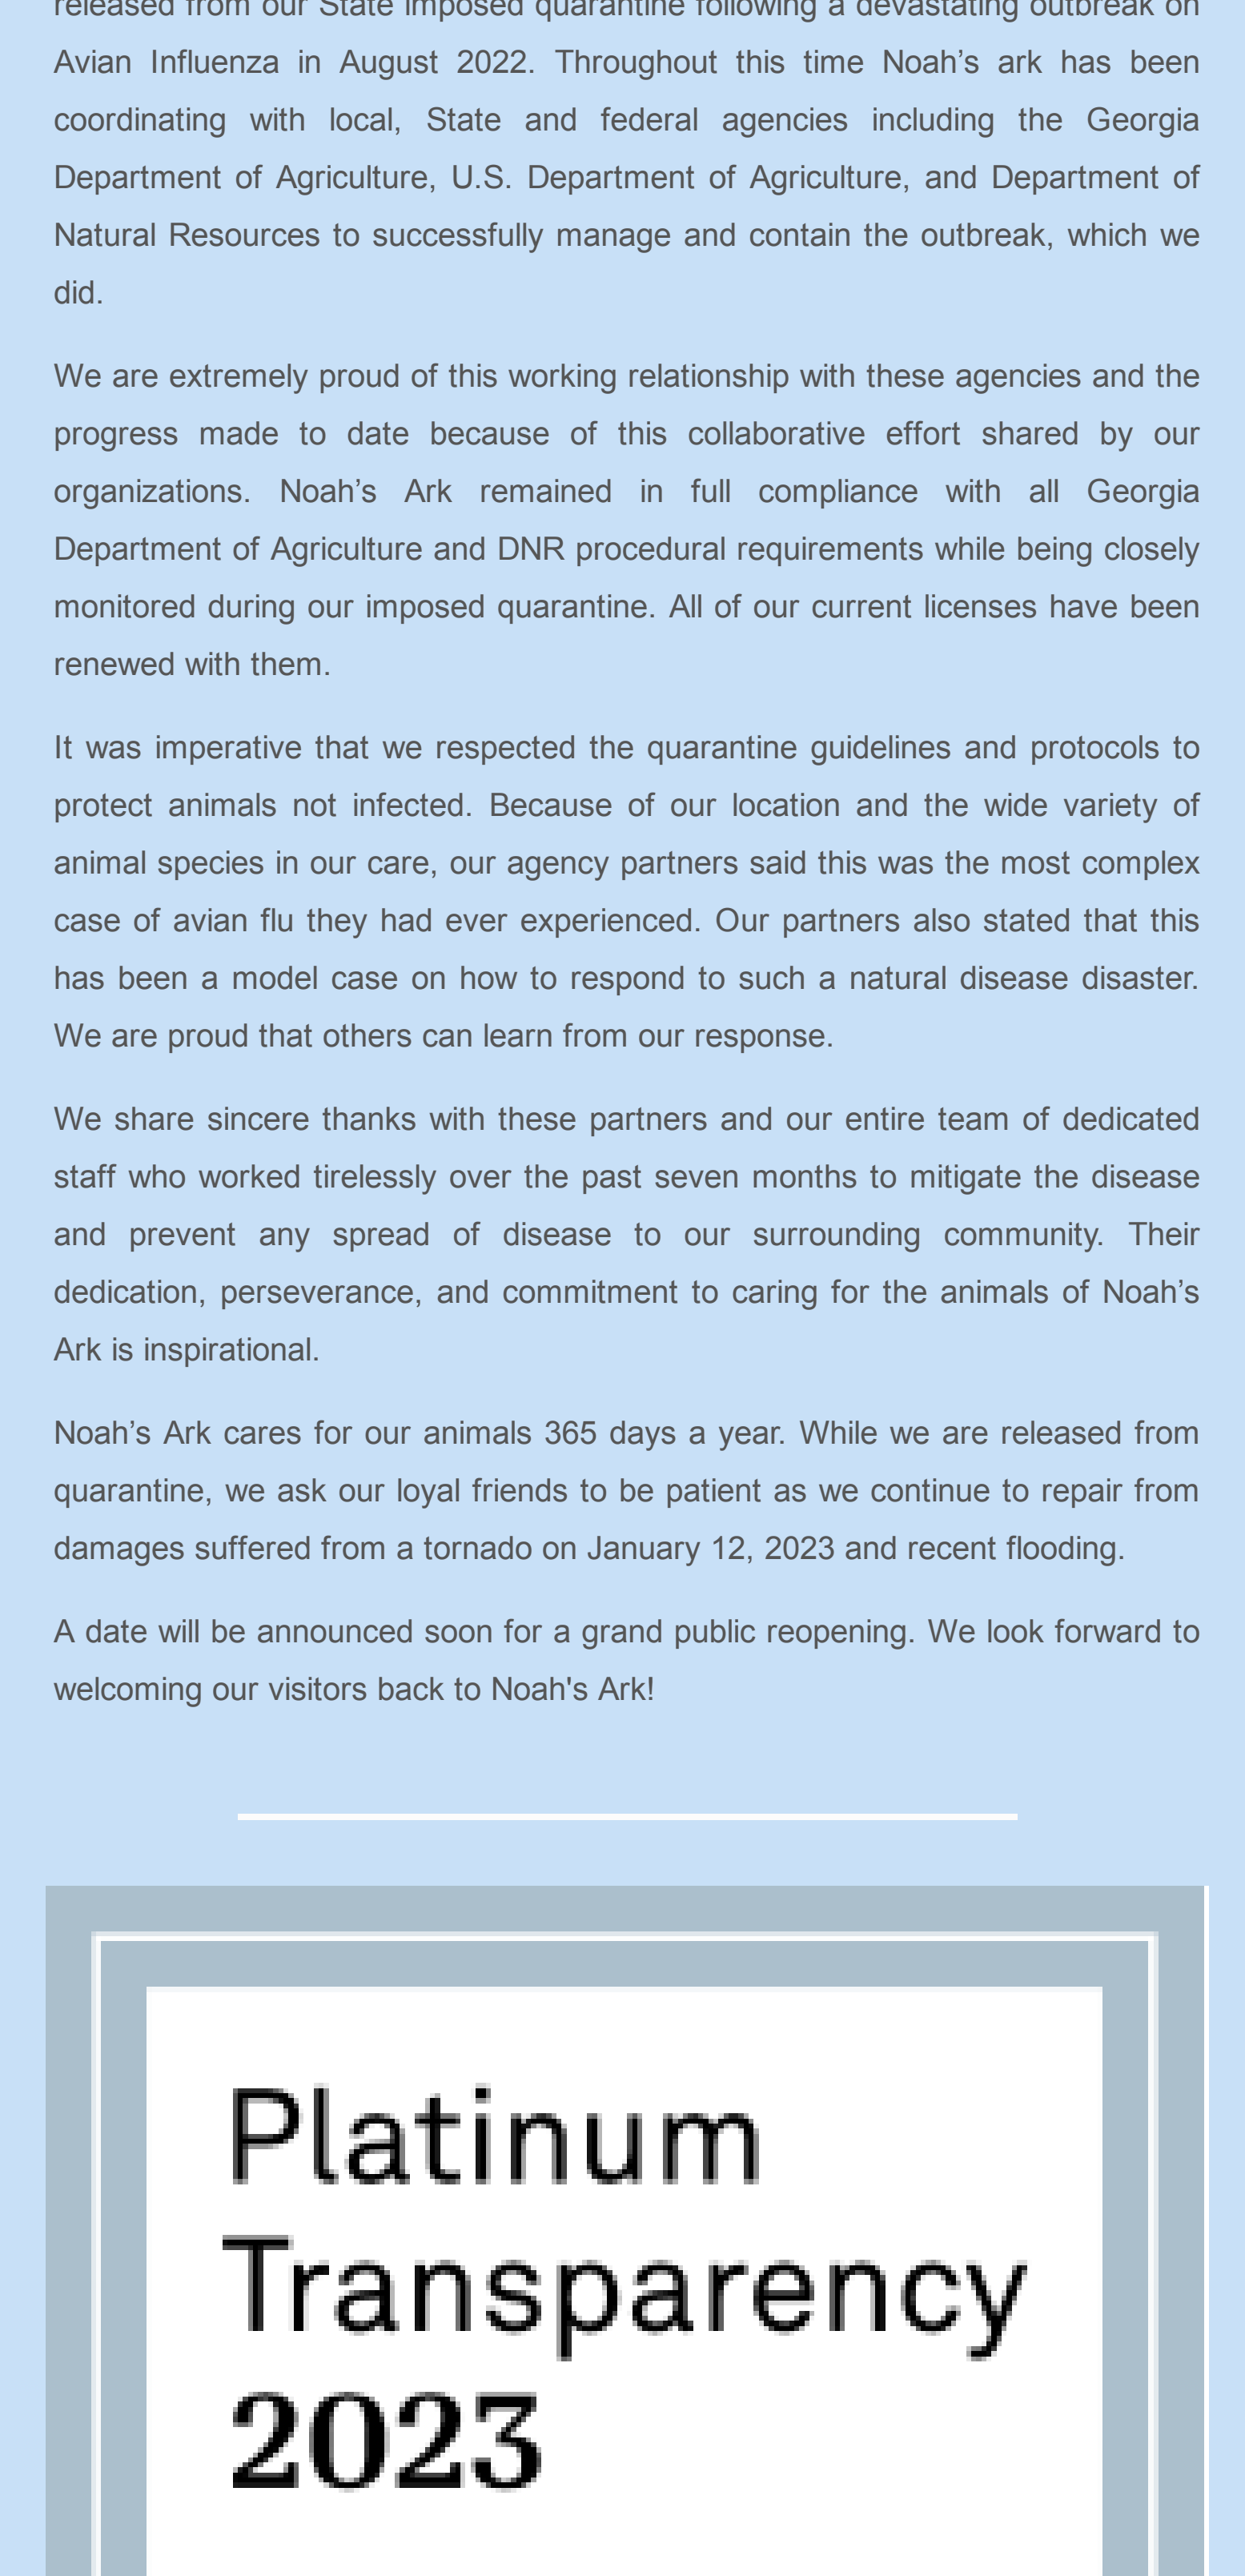 released from our State imposed quarantine following a devastating outbreak on
Avian Influenza in August 2022. Throughout this time Noah’s ark has been
coordinating with local, State and federal agencies including the Georgia
Department of Agriculture, U.S. Department of Agriculture, and Department of
Natural Resources to successfully manage and contain the outbreak, which we
did.
We are extremely proud of this working relationship with these agencies and the
progress made to date because of this collaborative effort shared by our
organizations. Noah’s Ark remained in full compliance with all Georgia
Department of Agriculture and DNR procedural requirements while being closely
monitored during our imposed quarantine. All of our current licenses have been
renewed with them.
It was imperative that we respected the quarantine guidelines and protocols to
protect animals not infected. Because of our location and the wide variety of
animal species in our care, our agency partners said this was the most complex
case of avian flu they had ever experienced. Our partners also stated that this
has been a model case on how to respond to such a natural disease disaster.
We are proud that others can learn from our response.
We share sincere thanks with these partners and our entire team of dedicated
staff who worked tirelessly over the past seven months to mitigate the disease
and prevent any spread of disease to our surrounding community. Their
dedication, perseverance, and commitment to caring for the animals of Noah’s
Ark is inspirational.
Noah’s Ark cares for our animals 365 days a year. While we are released from
quarantine, we ask our loyal friends to be patient as we continue to repair from
damages suffered from a tornado on January 12, 2023 and recent flooding.
A date will be announced soon for a grand public reopening. We look forward to
welcoming our visitors back to Noah's Ark!
Platinum
Transparency
2023